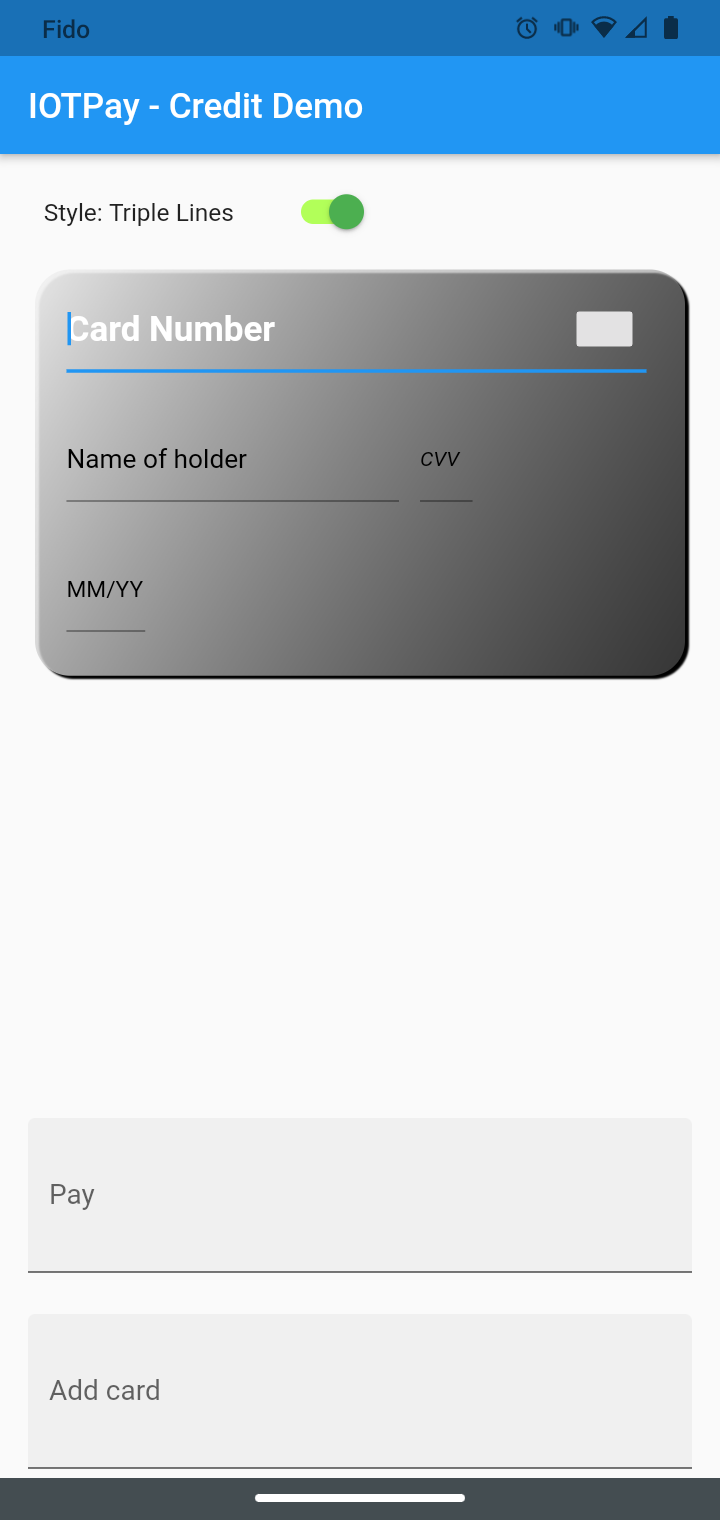 Fido
IOTPay - Credit Demo
Style: Triple Lines
Card Number
Name of holder CVV
MM/YY
Pay
Add card